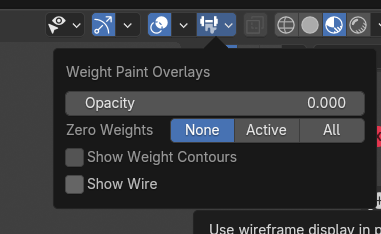 Weight Paint Overlays
Opacity 0.000
Zero Weights None Active All
Show Weight Contours
Show Wire
Use wireframe display in